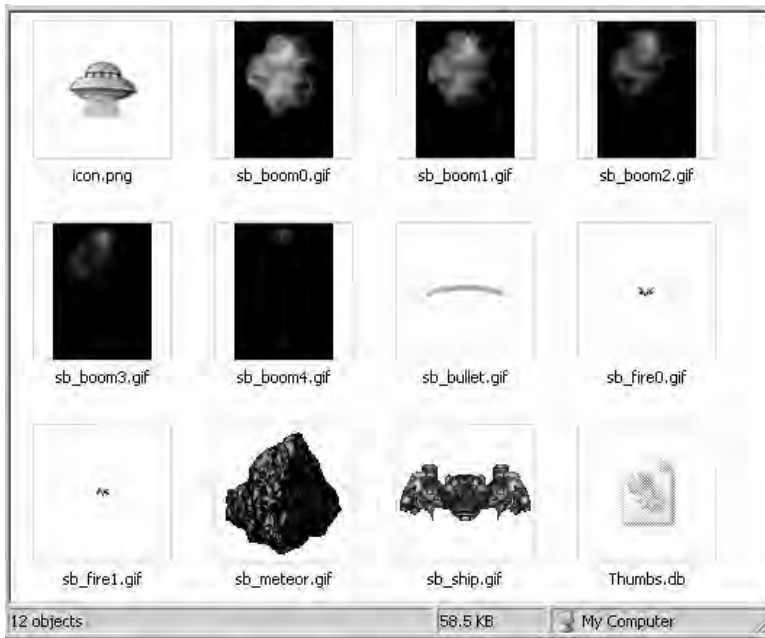 icon.png
sb_boom0.gif
sb_boom1.gif
sb_boom2.gif
sb_boom3.gif
sb_boom4.gif
sb_bullet.gif
sb_fire0.gif
sb_fire1.gif
sb_meteor.gif
sb_ship.gif
Thumbs.db
12 objects
58.5 KB
My Computer